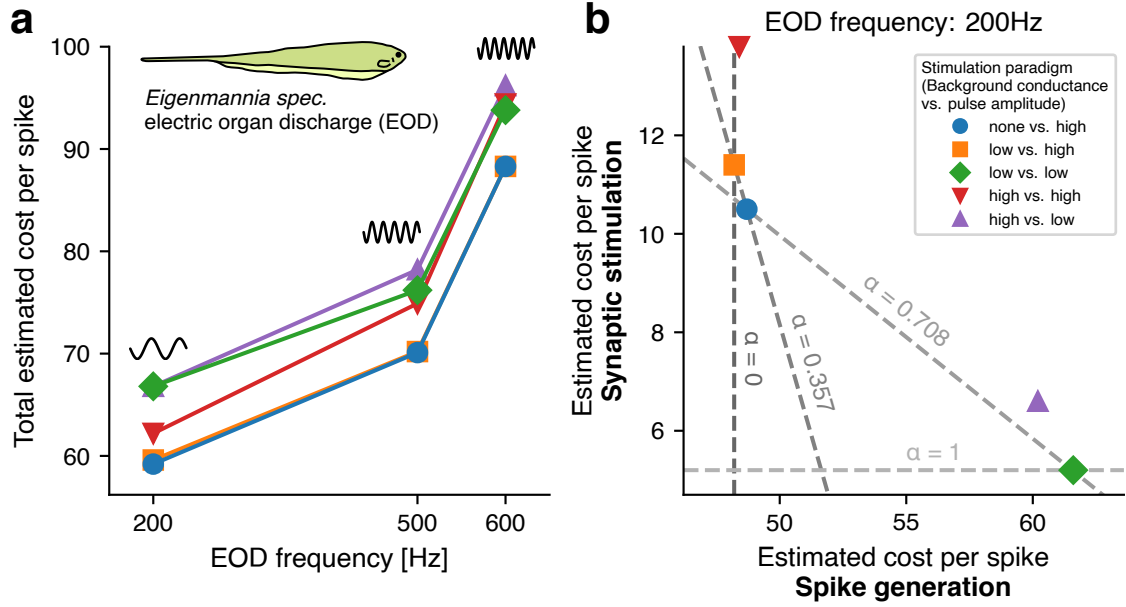 a
100
90
80
70
60
Total estimated cost per spike
Eigenmannia spec.
electric organ discharge (EOD)
200
500
600
EOD frequency [Hz]
b
EOD frequency: 200Hz
12
10
8
6
Estimated cost per spike
Synaptic stimulation
Stimulation paradigm
(Background conductance
vs. pulse amplitude)
none vs. high
low vs. high
low vs. low
high vs. high
high vs. low
α = 0
α = 0.357
α = 0.708
α = 1
50
55
60
Estimated cost per spike
Spike generation